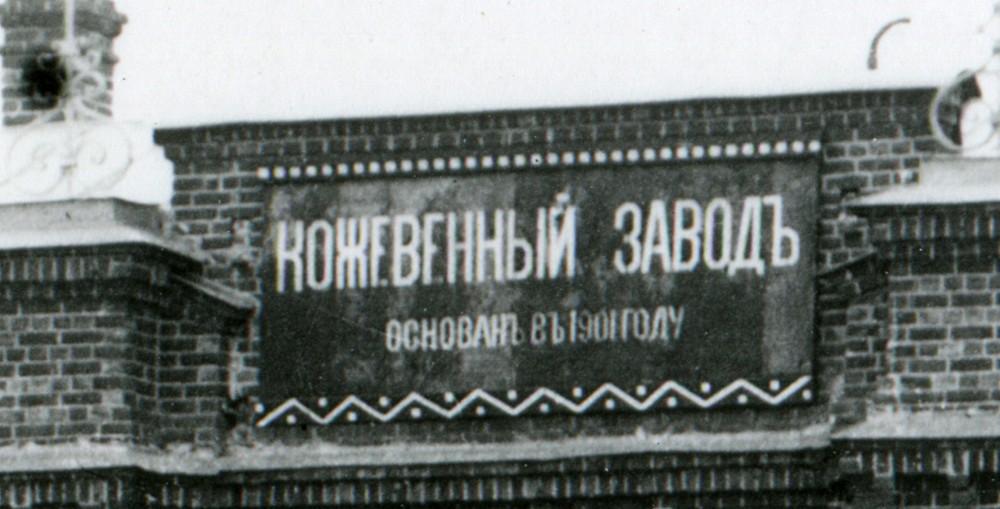 КОЖЕВЕННЫЙ ЗАВОДЪ
ОСНОВАНЪ ВЪ 1901 ГОДУ